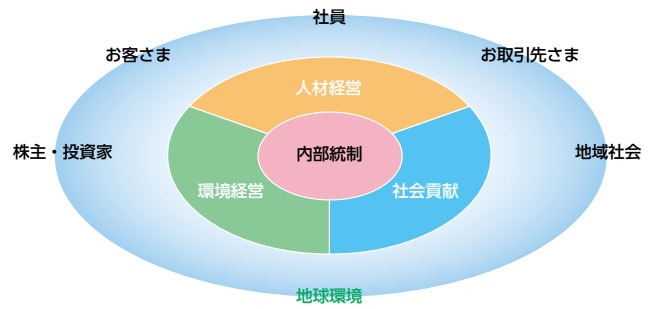 社員
お客さま
お取引先さま
人材経営
株主・投資家
内部統制
地域社会
環境経営
社会貢献
地球環境